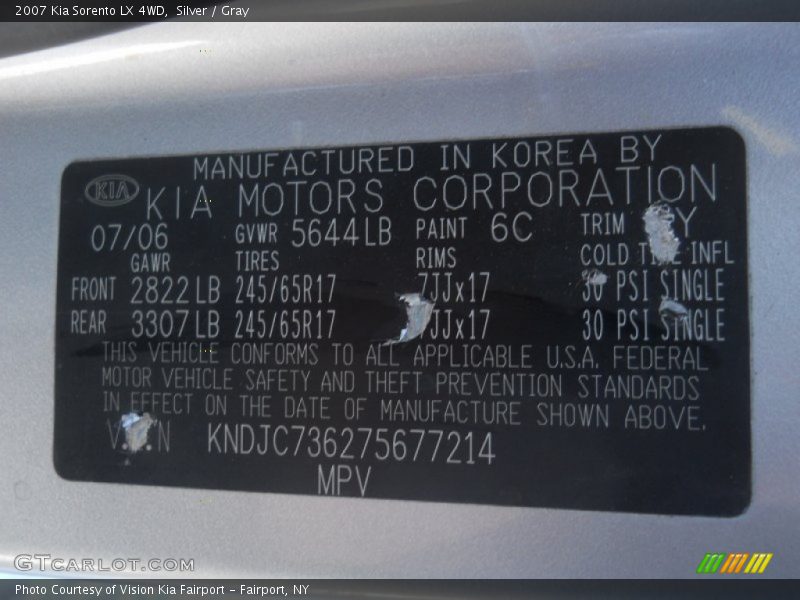 2007 Kia Sorento LX 4WD, Silver / Gray
MANUFACTURED IN KOREA BY
KIA KIA MOTORS CORPORATION
07/06 GVWR 5644LB PAINT 6C TRIM
GAWR TIRES RIMS COLD INFL
FRONT 2822LB 245/65R17 7JJx17 30 PSI SINGLE
REAR 3307LB 245/65R17 7JJx17 30 PSI SINGLE
THIS VEHICLE CONFORMS TO ALL APPLICABLE U.S.A. FEDERAL
MOTOR VEHICLE SAFETY AND THEFT PREVENTION STANDARDS
IN EFFECT ON THE DATE OF MANUFACTURE SHOWN ABOVE.
KNDJC736275677214
MPV
GTCARLOT.COM
Photo Courtesy of Vision Kia Fairport - Fairport, NY